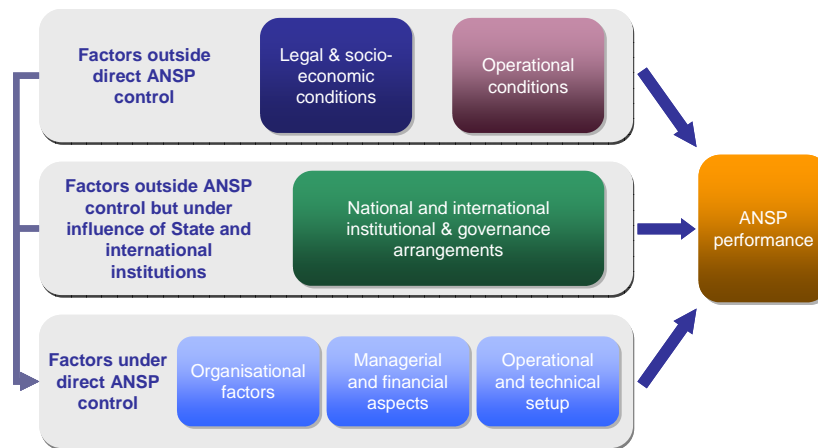 Factors outside
direct ANSP
control
Legal & socio-
economic
conditions
Operational
conditions
Factors outside ANSP
control but under
influence of State and
international
institutions
National and international
institutional & governance
arrangements
ANSP
performance
Factors under
direct ANSP
control
Organisational
factors
Managerial
and financial
aspects
Operational
and technical
setup